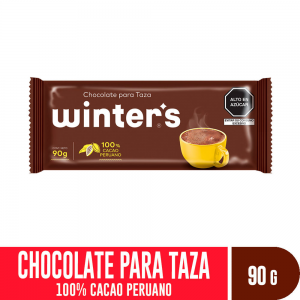 Chocolate para Taza
winter's
100%
CACAO
PERUANO
90g
ALTO EN
AZÚCAR
CHOCOLATE PARA TAZA
100% CACAO PERUANO
90 G